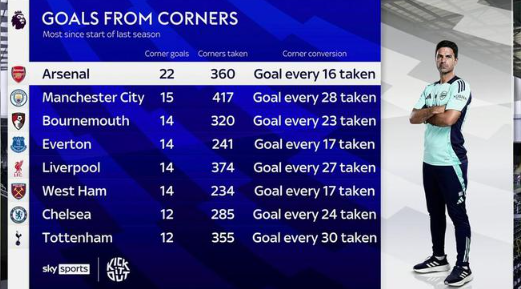 GOALS FROM CORNERS
Most since start of last season
Corner goals Corners taken Corner conversion
Arsenal 22 360 Goal every 16 taken
Manchester City 15 417 Goal every 28 taken
Bournemouth 14 320 Goal every 23 taken
Everton 14 241 Goal every 17 taken
Liverpool 14 374 Goal every 27 taken
West Ham 14 234 Goal every 17 taken
Chelsea 12 285 Goal every 24 taken
Tottenham 12 355 Goal every 30 taken
sky sports KICK IT OUT